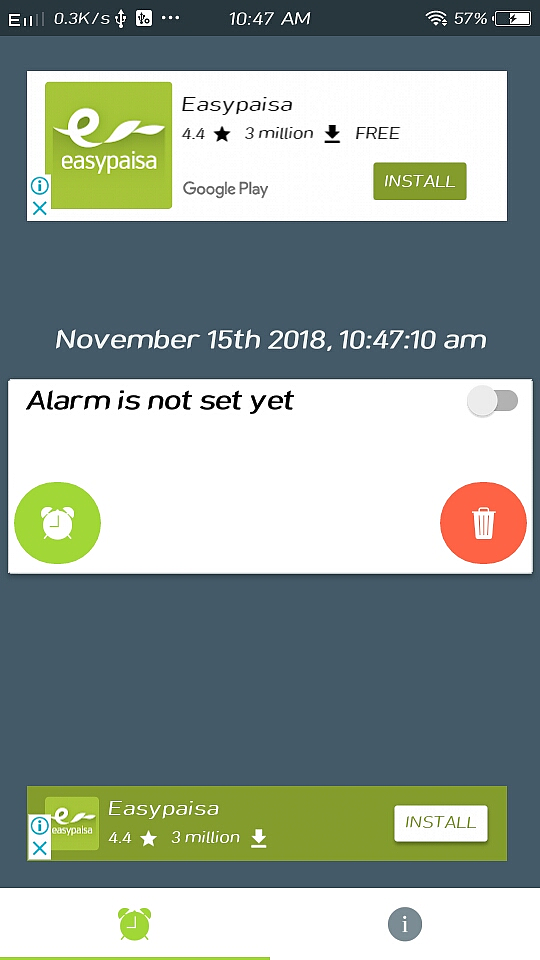 E 0.3K/s ... 10:47 AM 57%
Easypaisa
4.4 ★ 3 million FREE
easypaisa
Google Play
INSTALL
November 15th 2018, 10:47:10 am
Alarm is not set yet
Easypaisa
4.4 ★ 3 million
easypaisa
INSTALL
i